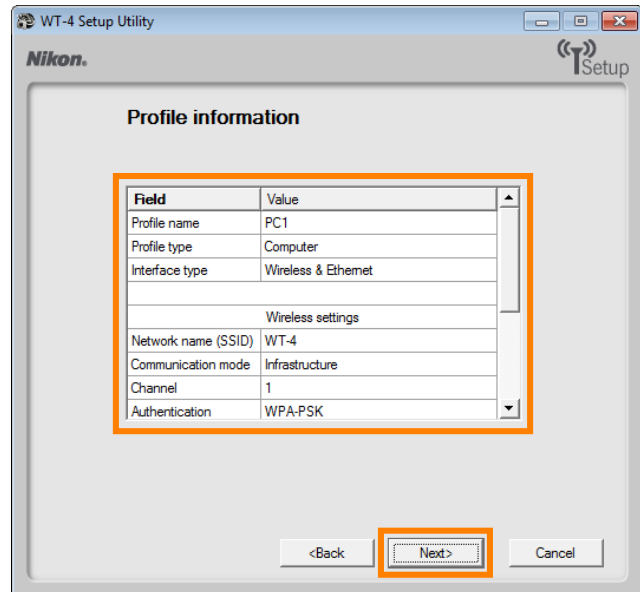 WT-4 Setup Utility
Nikon.
Setup
Profile information
Field Value
Profile name PC1
Profile type Computer
Interface type Wireless & Ethernet
Wireless settings
Network name (SSID) WT-4
Communication mode Infrastructure
Channel 1
Authentication WPA-PSK
<Back Next> Cancel